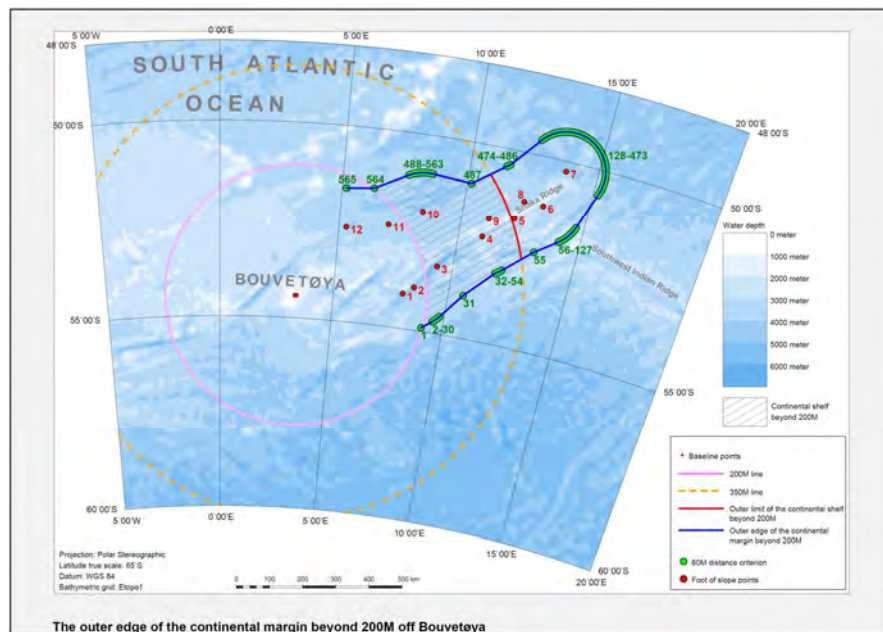 5°00'W
0°00'E
5°00'E
10°00'E
15°00'E
20°00'E
48°00'S
48°00'S
SOUTH ATLANTIC
OCEAN
50°00'S
50°00'S
474-486
128-473
488-563
487
565
564
7
8
Shaka Ridge
6
5
9
10
11
12
4
3
Southwest Indian Ridge
56-127
55
32-54
31
BOUVETØYA
2
1
2-30
1
55°00'S
55°00'S
60°00'S
60°00'S
5°00'W
0°00'E
5°00'E
10°00'E
15°00'E
20°00'E
Water depth
0 meter
1000 meter
2000 meter
3000 meter
4000 meter
5000 meter
6000 meter
Continental shelf
beyond 200M
Baseline points
200M line
350M line
Outer limit of the continental shelf
beyond 200M
Outer edge of the continental
margin beyond 200M
60M distance criterion
Foot of slope points
Projection: Polar Stereographic
Latitude true scale: 65°S
Datum: WGS 84
Bathymetric grid: Etopo1
0 100 200 300 400 500 km
The outer edge of the continental margin beyond 200M off Bouvetøya